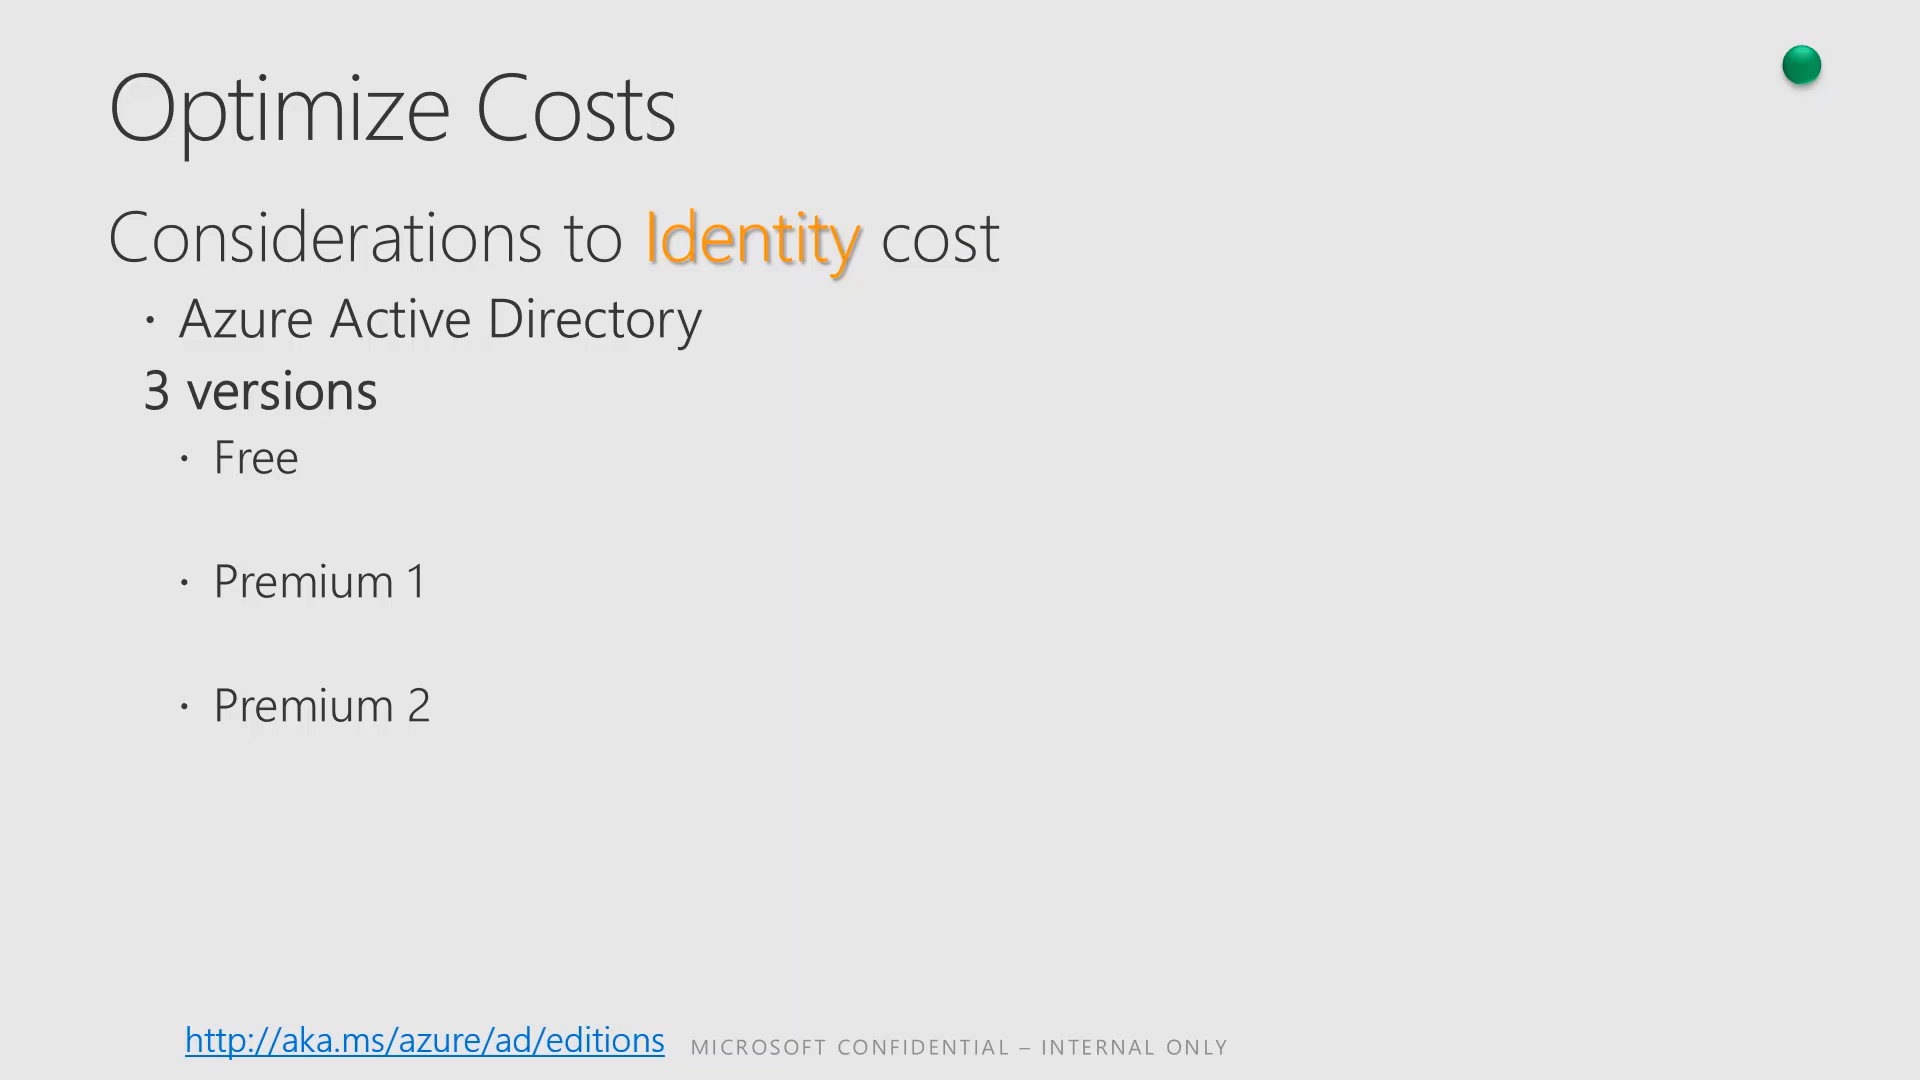 Optimize Costs
Considerations to Identity cost
· Azure Active Directory
3 versions
· Free
· Premium 1
· Premium 2
http://aka.ms/azure/ad/editions
MICROSOFT CONFIDENTIAL – INTERNAL ONLY